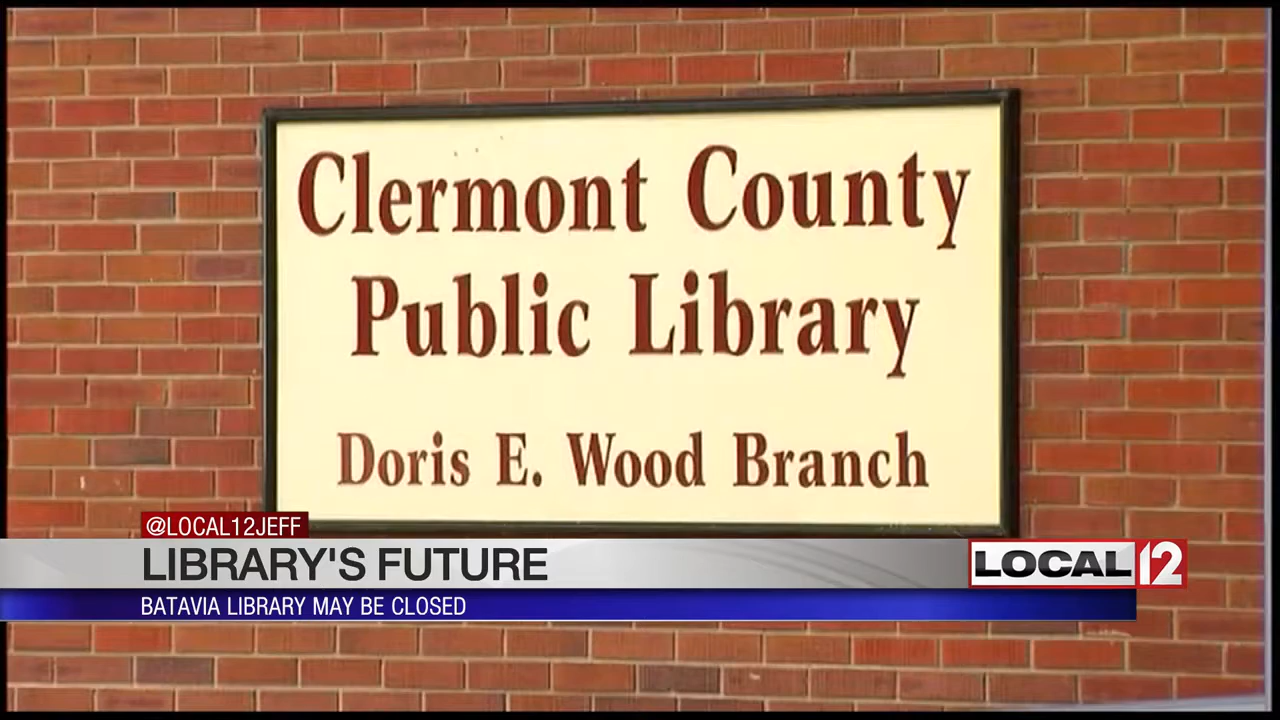 Clermont County
Public Library
Doris E. Wood Branch
@LOCAL12JEFF
LIBRARY'S FUTURE
LOCAL 12
BATAVIA LIBRARY MAY BE CLOSED